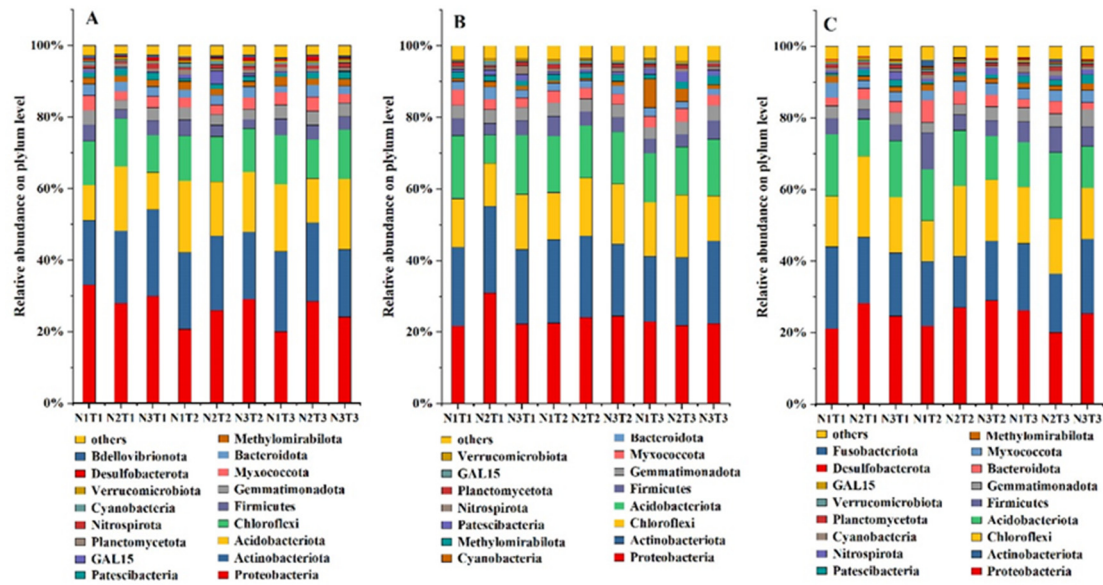 A
Relative abundance on plylum level
100%
80%
60%
40%
20%
0%
N1T1 N2T1 N3T1 N1T2 N2T2 N3T2 N1T3 N2T3 N3T3
others Methylomirabilota
Bdellovibrionota Bacteroidota
Desulfobacterota Myxococcota
Verrucomicrobiota Gemmatimonadota
Cyanobacteria Firmicutes
Nitrospirota Chloroflexi
Planctomycetota Acidobacteriota
GAL15 Actinobacteriota
Patescibacteria Proteobacteria
B
Relative abundance on plylum level
100%
80%
60%
40%
20%
0%
N1T1 N2T1 N3T1 N1T2 N2T2 N3T2 N1T3 N2T3 N3T3
others Bacteroidota
Verrucomicrobiota Myxococcota
GAL15 Gemmatimonadota
Planctomycetota Firmicutes
Nitrospirota Acidobacteriota
Patescibacteria Chloroflexi
Methylomirabilota Actinobacteriota
Cyanobacteria Proteobacteria
C
Relative abundance on plylum level
100%
80%
60%
40%
20%
0%
N1T1 N2T1 N3T1 N1T2 N2T2 N3T2 N1T3 N2T3 N3T3
others Methylomirabilota
Fusobacteriota Myxococcota
Desulfobacterota Bacteroidota
GAL15 Gemmatimonadota
Verrucomicrobiota Firmicutes
Planctomycetota Acidobacteriota
Cyanobacteria Chloroflexi
Nitrospirota Actinobacteriota
Patescibacteria Proteobacteria